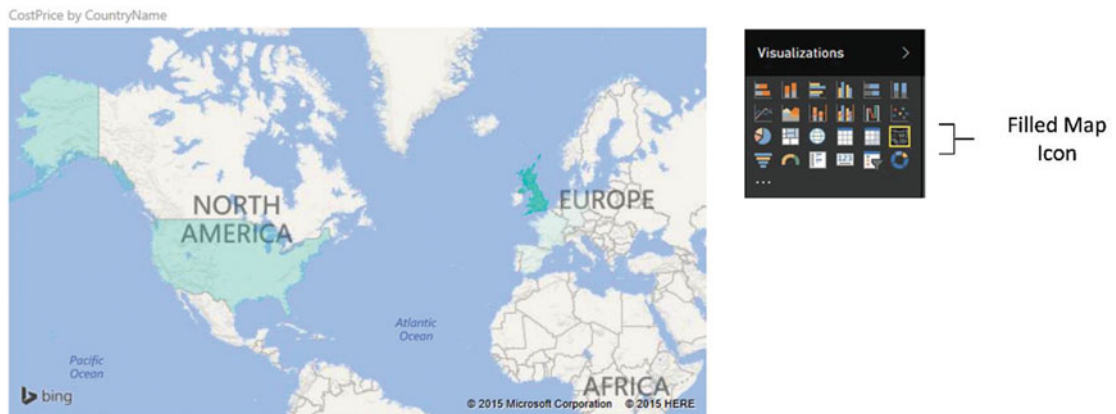 CostPrice by CountryName
NORTH
AMERICA
EUROPE
AFRICA
Atlantic
Ocean
Pacific
Ocean
bing
© 2015 Microsoft Corporation © 2015 HERE
Visualizations
123
...
Filled Map
Icon